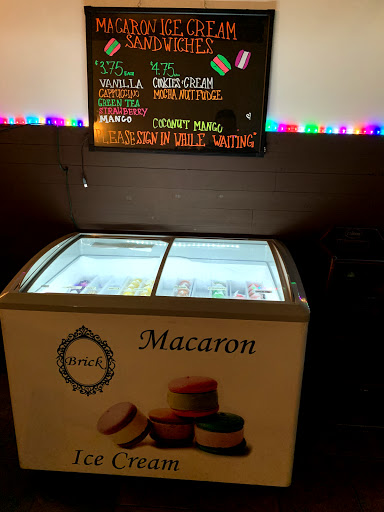 MACARON ICE CREAM
SANDWICHES
$3.75 EACH
VANILLA
CAPPUCCINO
GREEN TEA
STRAWBERRY
MANGO
$4.75
COOKIES & CREAM
MOCHA NUT FUDGE
COCONUT MANGO
*PLEASE SIGN IN WHILE WAITING*
Macaron
Brick
Ice Cream